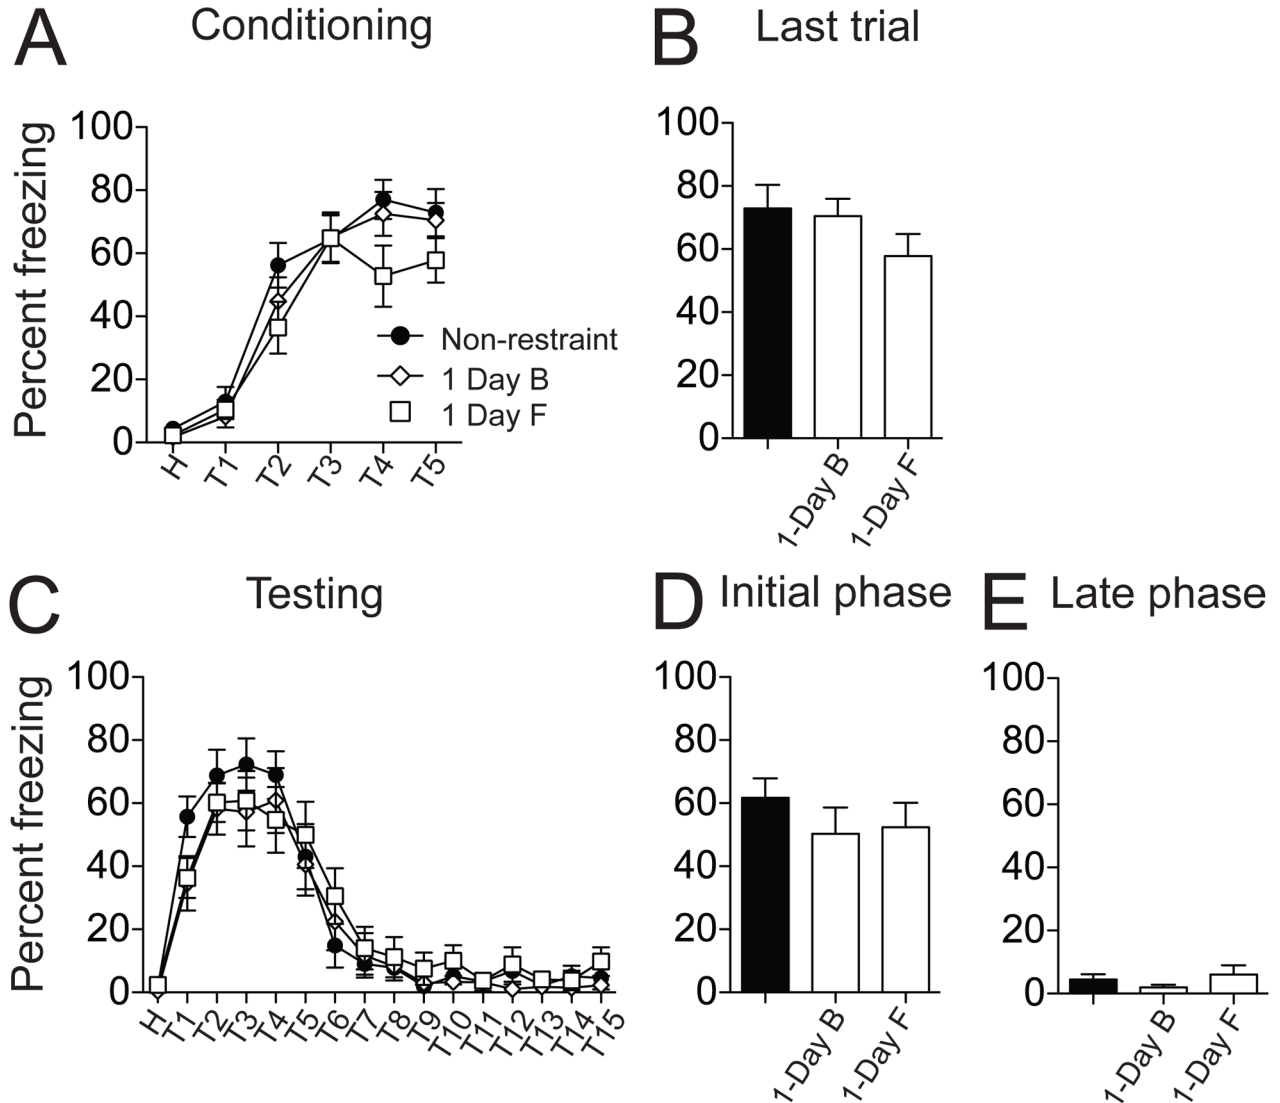 A
Conditioning
Percent freezing
100
80
60
40
20
0
H
T1
T2
T3
T4
T5
Non-restraint
1 Day B
1 Day F
B
Last trial
100
80
60
40
20
0
1-Day B
1-Day F
C
Testing
Percent freezing
100
80
60
40
20
0
H
T1
T2
T3
T4
T5
T6
T7
T8
T9
T10
T11
T12
T13
T14
T15
D
Initial phase
100
80
60
40
20
0
1-Day B
1-Day F
E
Late phase
100
80
60
40
20
0
1-Day B
1-Day F